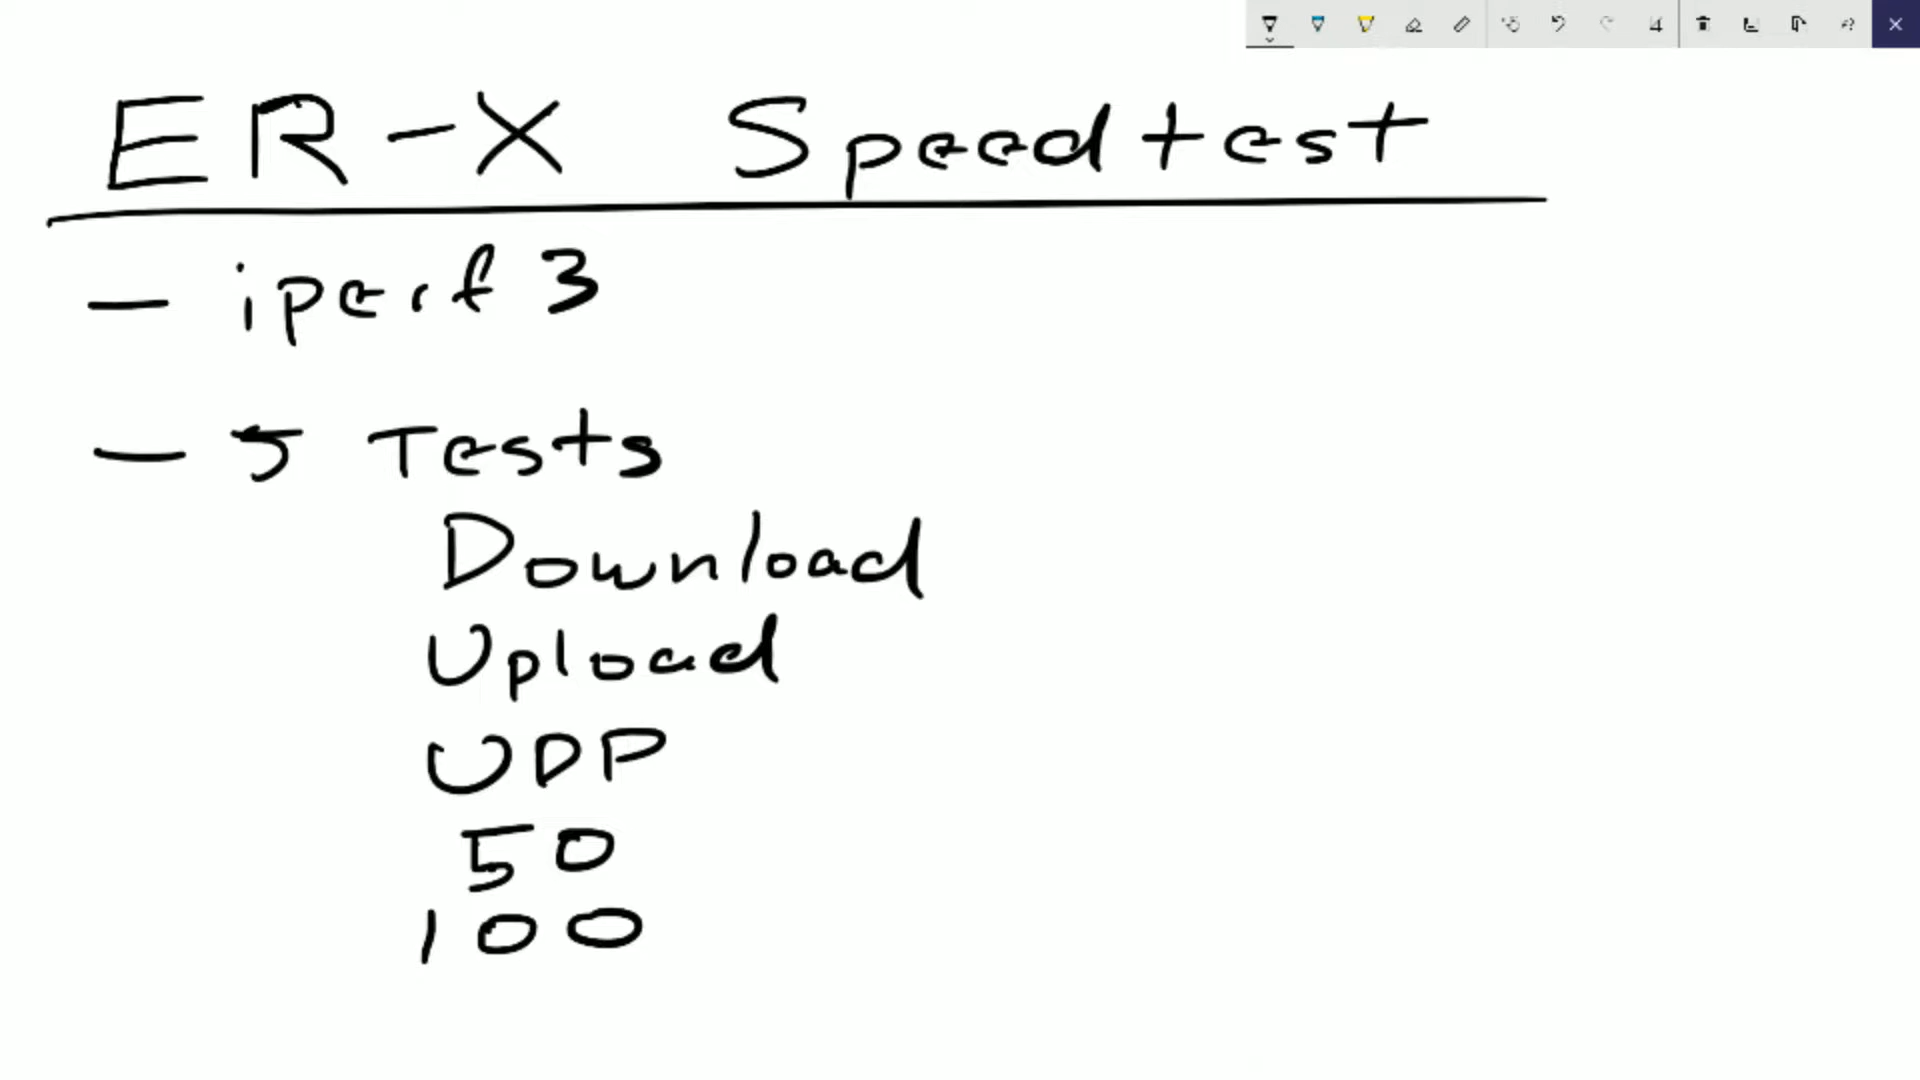 ER-X Speedtest
- iperf3
- 5 Tests
Download
Upload
UDP
50
100